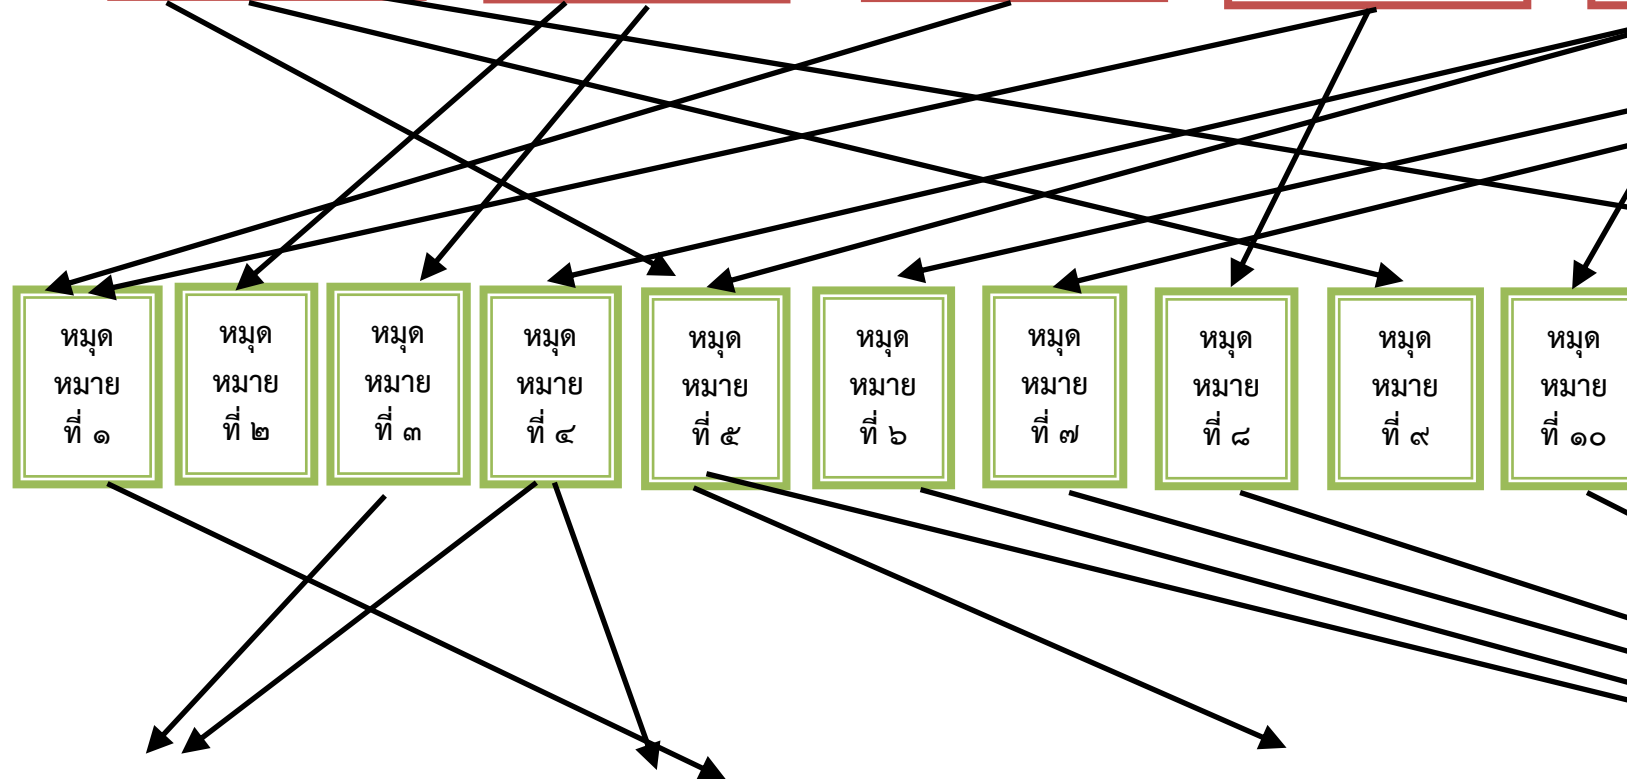 หมุด
หมาย
ที่ ๑
หมุด
หมาย
ที่ ๒
หมุด
หมาย
ที่ ๓
หมุด
หมาย
ที่ ๔
หมุด
หมาย
ที่ ๕
หมุด
หมาย
ที่ ๖
หมุด
หมาย
ที่ ๗
หมุด
หมาย
ที่ ๘
หมุด
หมาย
ที่ ๙
หมุด
หมาย
ที่ ๑๐